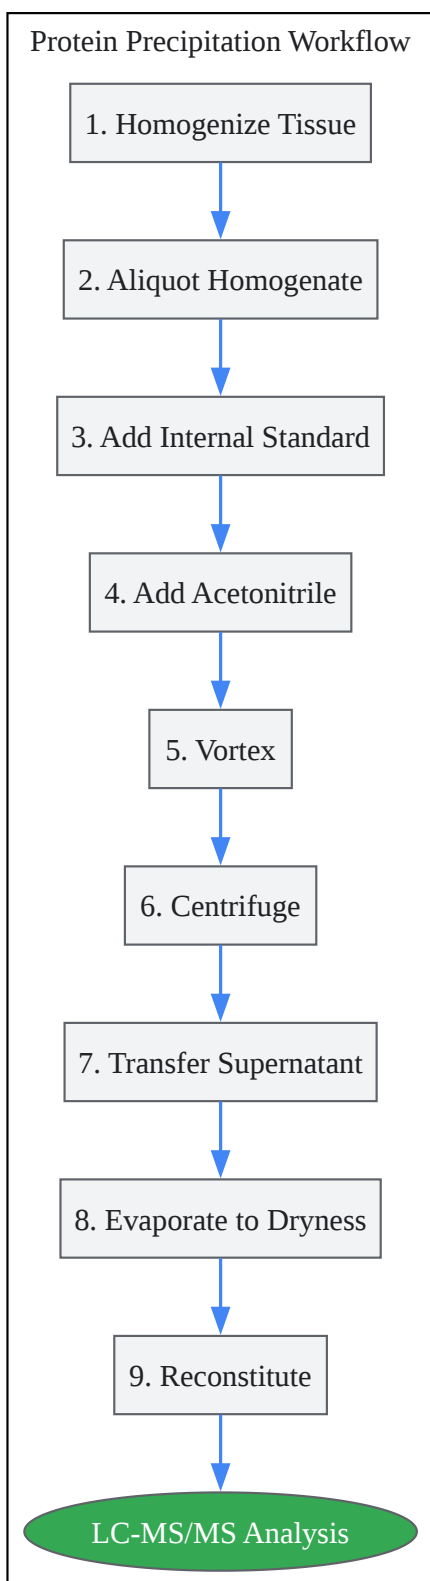 Protein Precipitation Workflow
1. Homogenize Tissue
2. Aliquot Homogenate
3. Add Internal Standard
4. Add Acetonitrile
5. Vortex
6. Centrifuge
7. Transfer Supernatant
8. Evaporate to Dryness
9. Reconstitute
LC-MS/MS Analysis